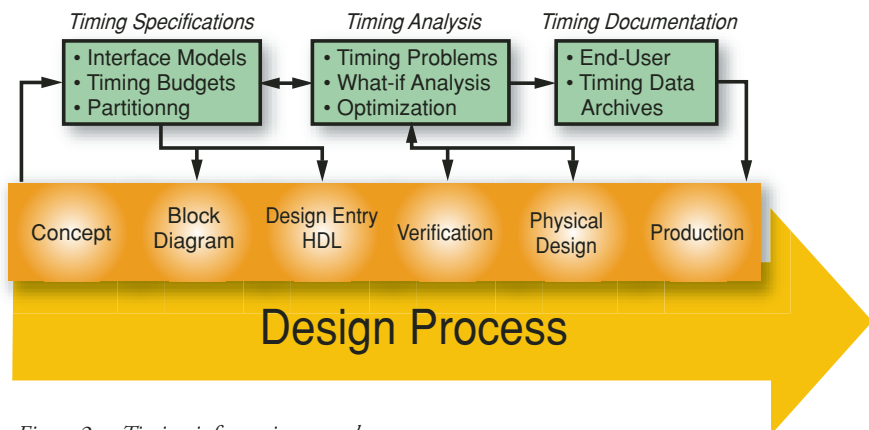 Timing Specifications
Timing Analysis
Timing Documentation
• Interface Models
• Timing Budgets
• Partitionng
• Timing Problems
• What-if Analysis
• Optimization
• End-User
• Timing Data
Archives
Concept
Block
Diagram
Design Entry
HDL
Verification
Physical
Design
Production
Design Process